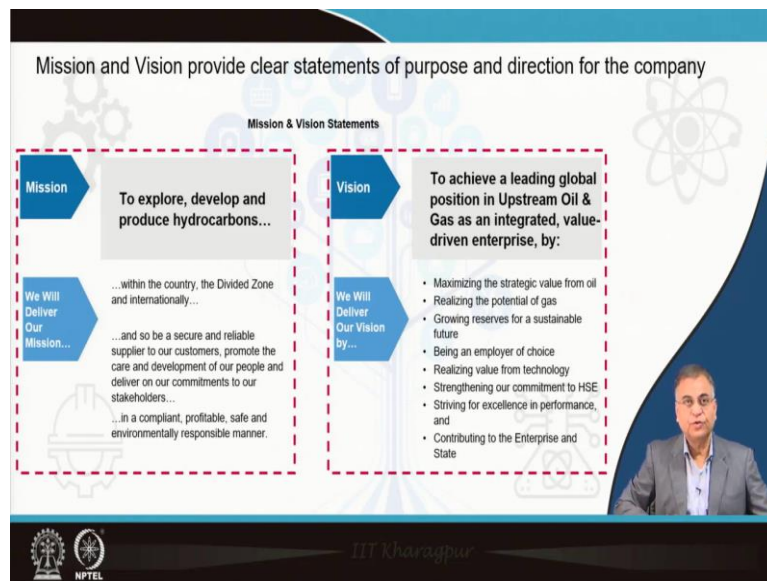 Mission and Vision provide clear statements of purpose and direction for the company
Mission & Vision Statements
Mission
To explore, develop and
produce hydrocarbons…
We Will
Deliver
Our
Mission…
…within the country, the Divided Zone
and internationally…
…and so be a secure and reliable
supplier to our customers, promote the
care and development of our people and
deliver on our commitments to our
stakeholders…
…in a compliant, profitable, safe and
environmentally responsible manner.
Vision
To achieve a leading global
position in Upstream Oil &
Gas as an integrated, value-
driven enterprise, by:
We Will
Deliver
Our Vision
by…
• Maximizing the strategic value from oil
• Realizing the potential of gas
• Growing reserves for a sustainable
future
• Being an employer of choice
• Realizing value from technology
• Strengthening our commitment to HSE
• Striving for excellence in performance,
and
• Contributing to the Enterprise and
State
NPTEL
IIT Kharagpur